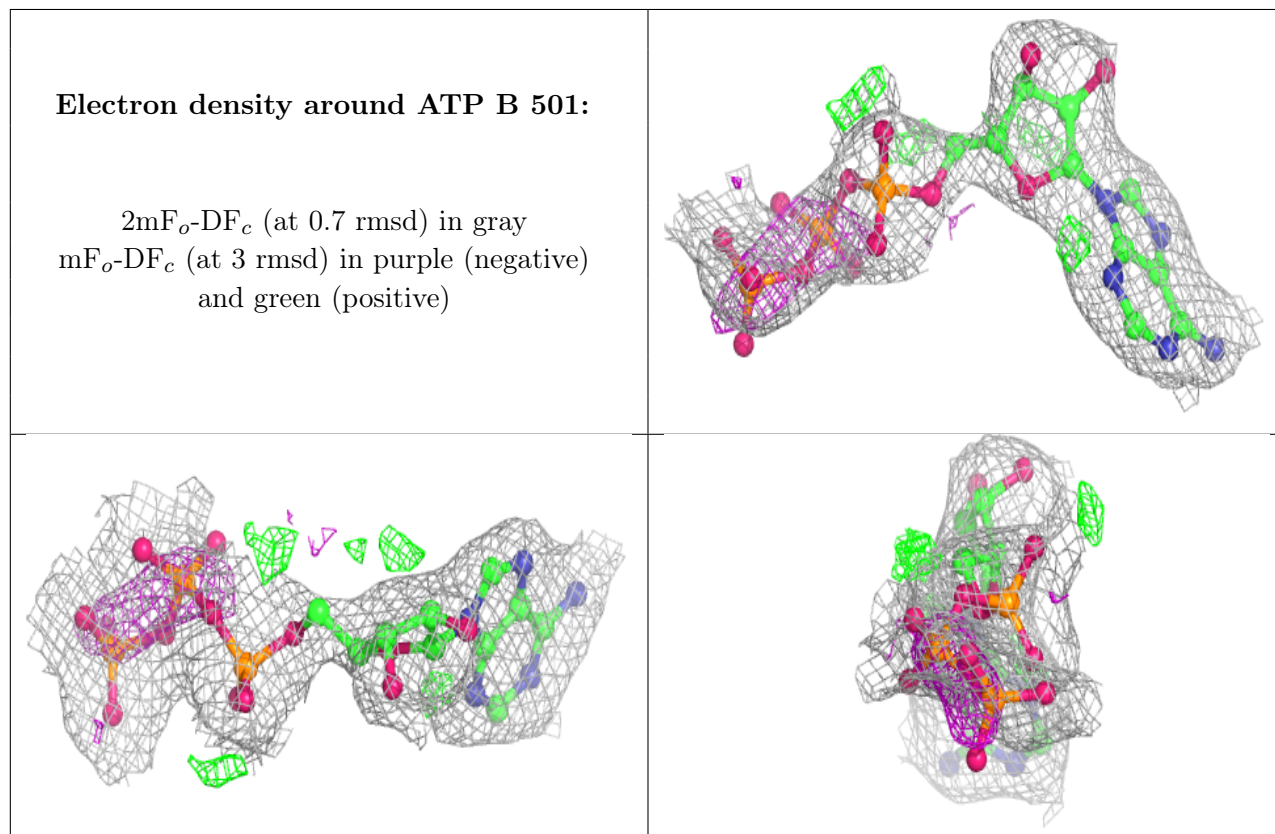 Electron density around ATP B 501:
2mFo-DFc (at 0.7 rmsd) in gray
mFo-DFc (at 3 rmsd) in purple (negative)
and green (positive)